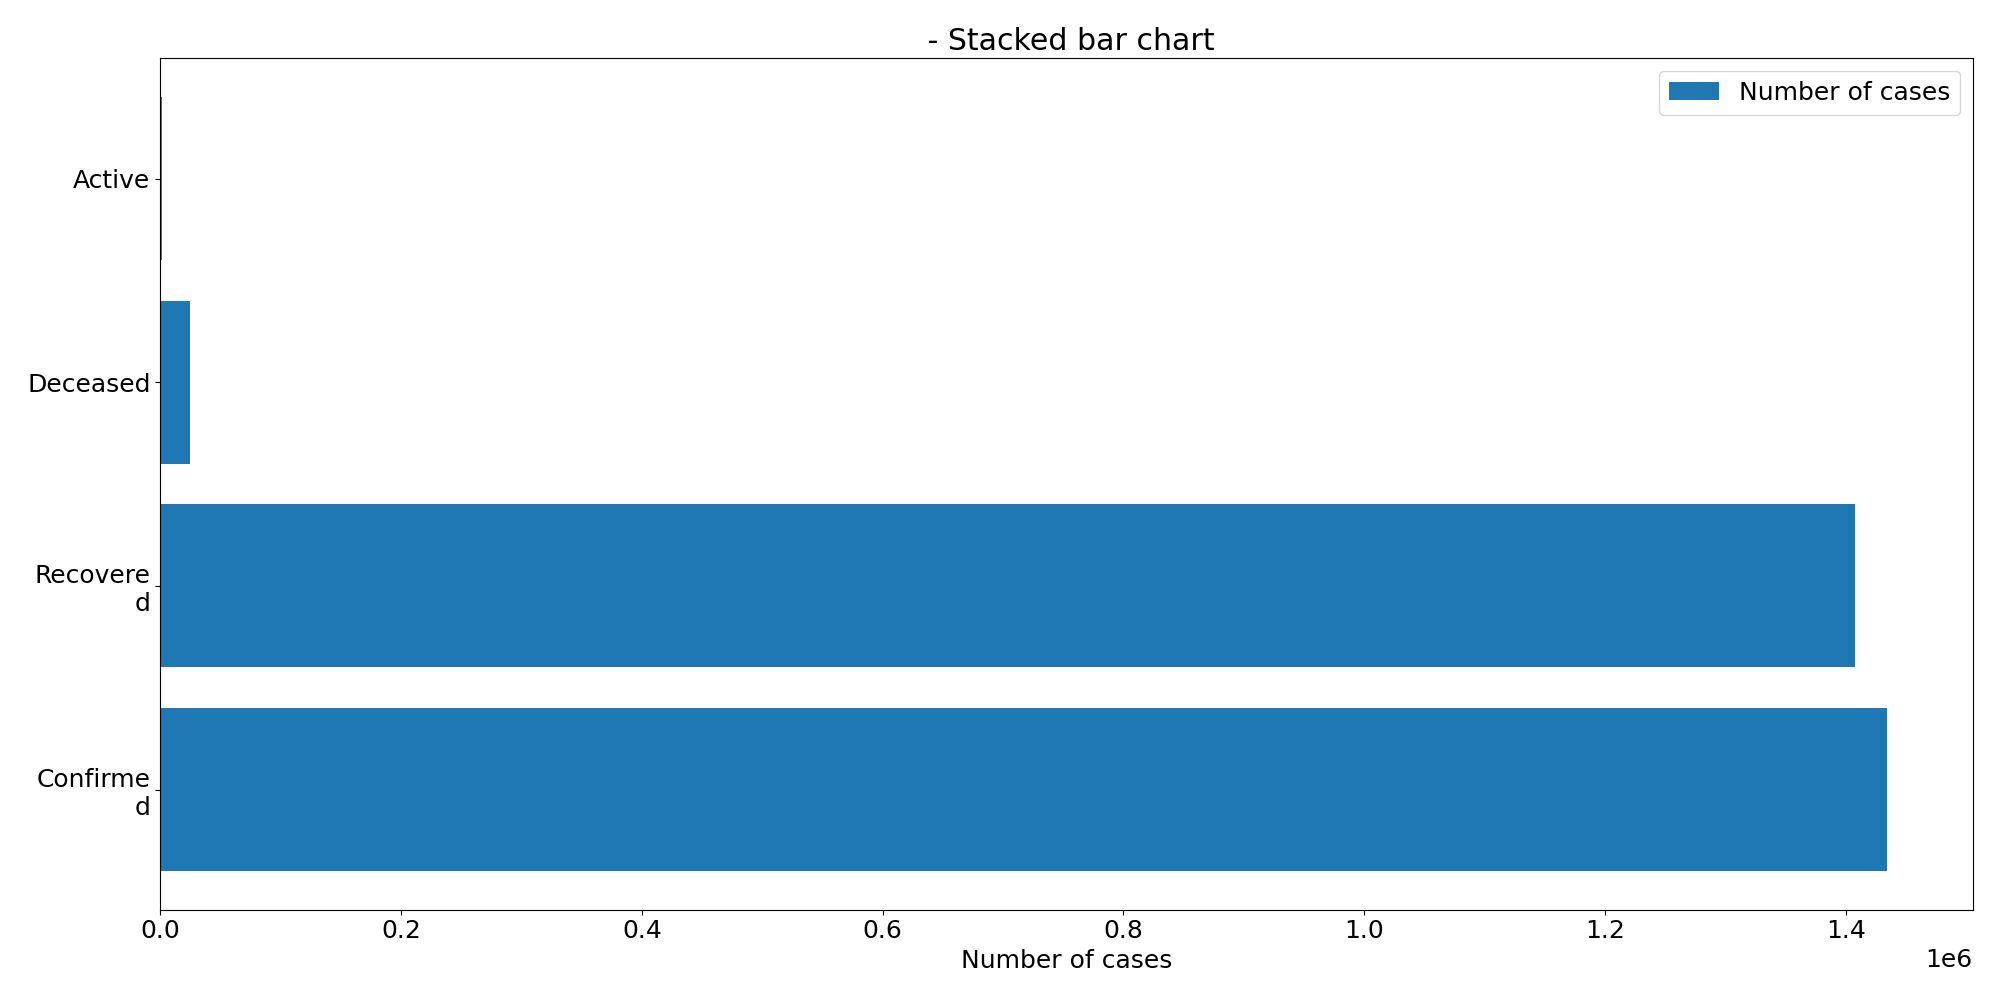 - Stacked bar chart
Number of cases
Active
Deceased
Recovere
d
Confirme
d
0.0 0.2 0.4 0.6 0.8 1.0 1.2 1.4
Number of cases
1e6